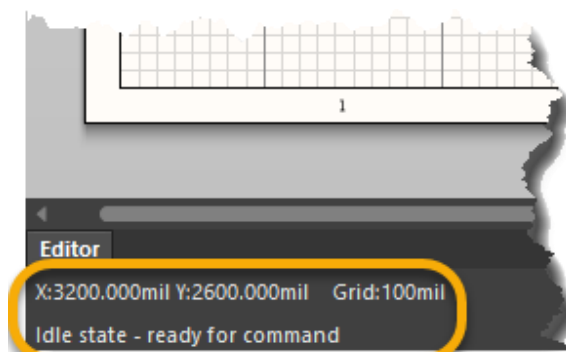 1
Editor
X:3200.000mil Y:2600.000mil Grid:100mil
Idle state - ready for command